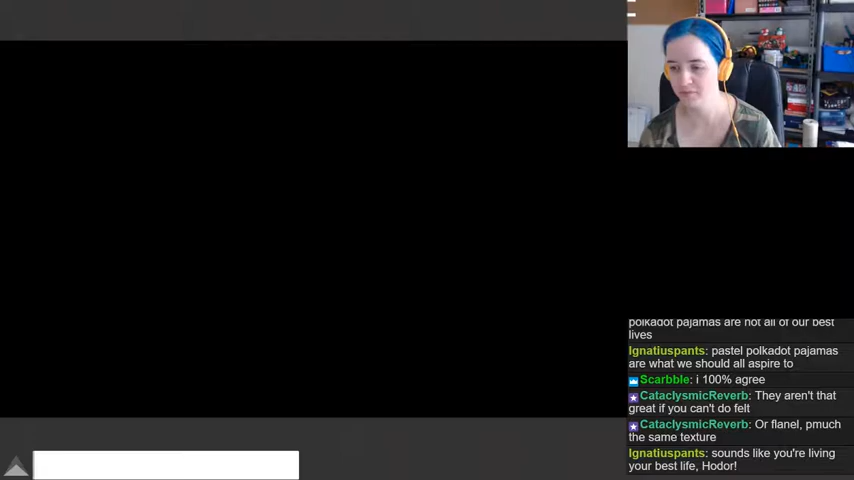 polkadot pajamas are not all of our best
lives
Ignatiuspants: pastel polkadot pajamas
are what we should all aspire to
Scarbble: i 100% agree
CataclysmicReverb: They aren't that
great if you can't do felt
CataclysmicReverb: Or flanel, pmuch
the same texture
Ignatiuspants: sounds like you're living
your best life, Hodor!